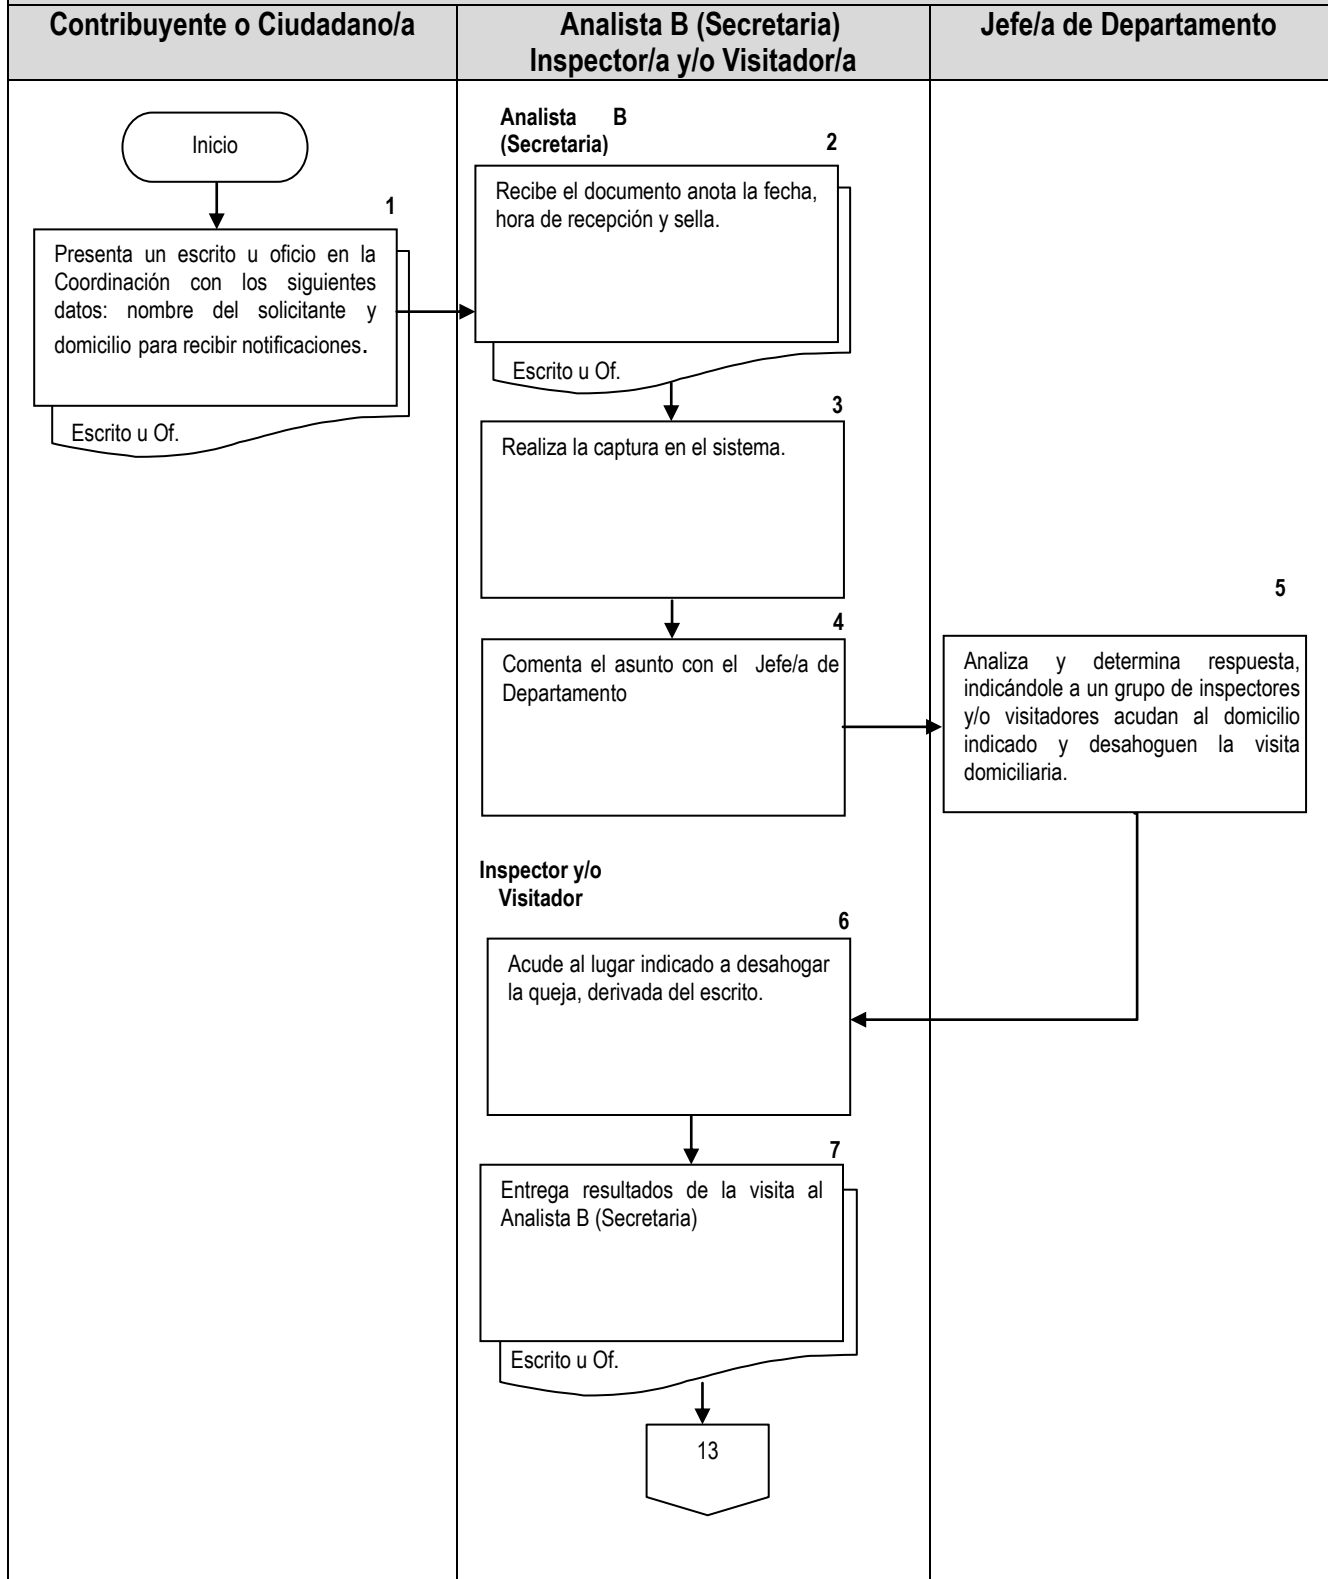 Contribuyente o Ciudadano/a
Analista B (Secretaria)
Inspector/a y/o Visitador/a
Jefe/a de Departamento
Inicio
1
Presenta un escrito u oficio en la
Coordinación con los siguientes
datos: nombre del solicitante y
domicilio para recibir notificaciones.
Escrito u Of.
Analista B
(Secretaria)
2
Recibe el documento anota la fecha,
hora de recepción y sella.
Escrito u Of.
3
Realiza la captura en el sistema.
4
Comenta el asunto con el Jefe/a de
Departamento
5
Analiza y determina respuesta,
indicándole a un grupo de inspectores
y/o visitadores acudan al domicilio
indicado y desahoguen la visita
domiciliaria.
Inspector y/o
Visitador
6
Acude al lugar indicado a desahogar
la queja, derivada del escrito.
7
Entrega resultados de la visita al
Analista B (Secretaria)
Escrito u Of.
13